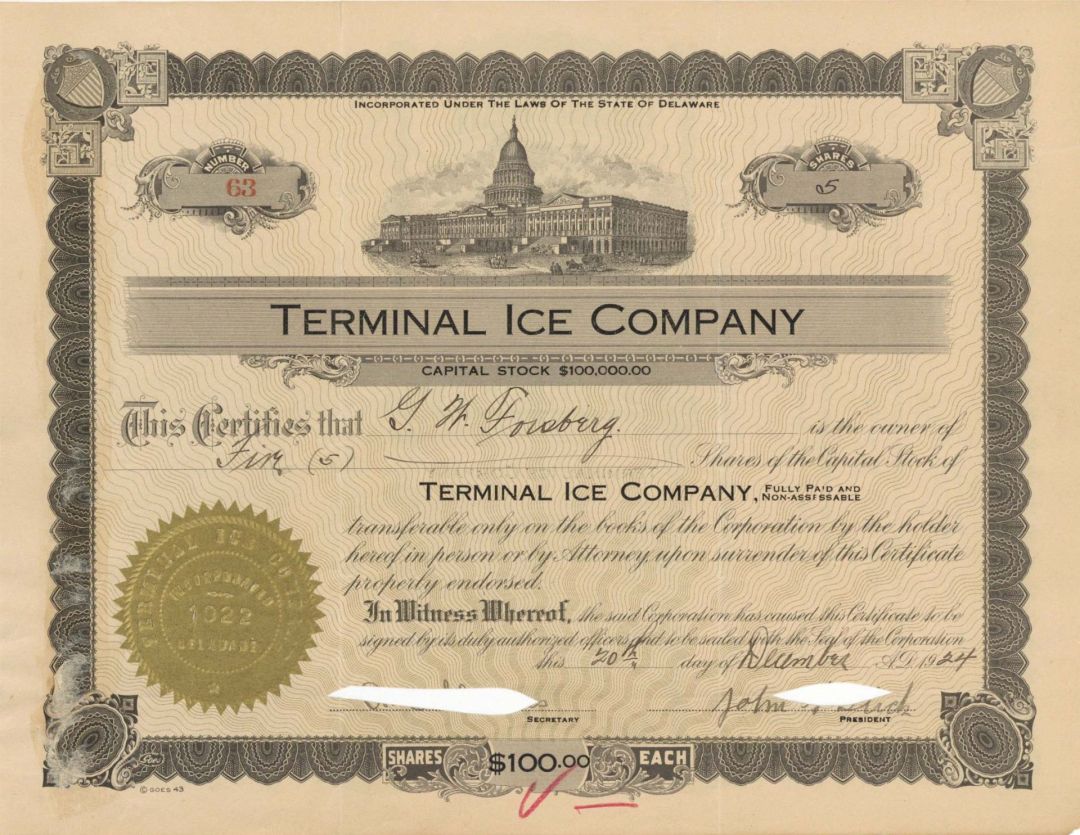 INCORPORATED UNDER THE LAWS OF THE STATE OF DELAWARE
NUMBER
63
SHARES
5
TERMINAL ICE COMPANY
CAPITAL STOCK $100,000.00
This Certifies that G. W. Forsberg. is the owner of
Five (5) Shares of the Capital Stock of
TERMINAL ICE COMPANY, FULLY PAID AND NON-ASSESSABLE
transferable only on the books of the Corporation by the holder
hereof in person or by Attorney, upon surrender of this Certificate
properly endorsed.
In Witness Whereof, the said Corporation has caused this Certificate to be
signed by its duly authorized officers, and to be sealed with the Seal of the Corporation
this 20th day of December A.D. 1924
TERMINAL ICE CO.
INCORPORATED
1922
DELAWARE
John
SECRETARY
PRESIDENT
SHARES $100.00 EACH
© GOES 43